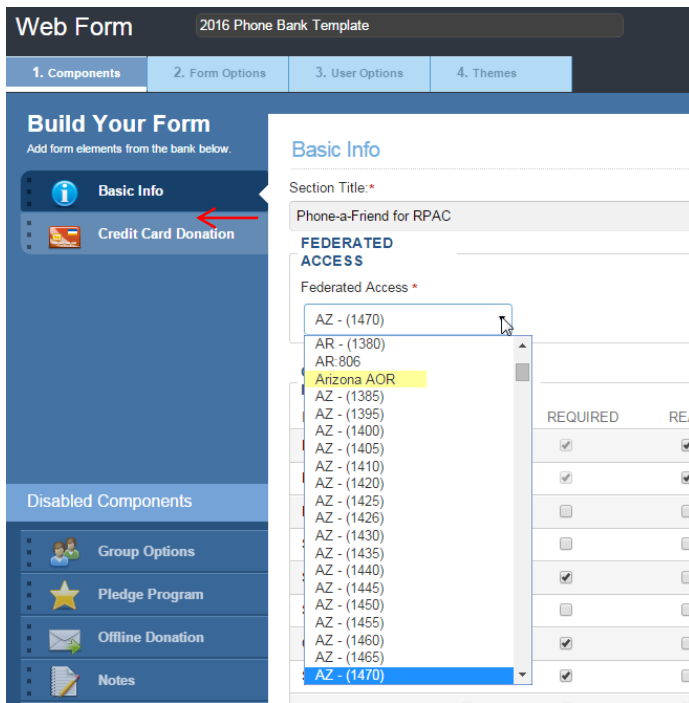 Web Form
2016 Phone Bank Template
1. Components
2. Form Options
3. User Options
4. Themes
Build Your Form
Add form elements from the bank below.
Basic Info
Credit Card Donation
Disabled Components
Group Options
Pledge Program
Offline Donation
Notes
Basic Info
Section Title:*
Phone-a-Friend for RPAC
FEDERATED
ACCESS
Federated Access *
AZ - (1470)
AR - (1380)
AR:806
Arizona AOR
AZ - (1385)
AZ - (1395)
AZ - (1400)
AZ - (1405)
AZ - (1410)
AZ - (1420)
AZ - (1425)
AZ - (1426)
AZ - (1430)
AZ - (1435)
AZ - (1440)
AZ - (1445)
AZ - (1450)
AZ - (1455)
AZ - (1460)
AZ - (1465)
AZ - (1470)
REQUIRED